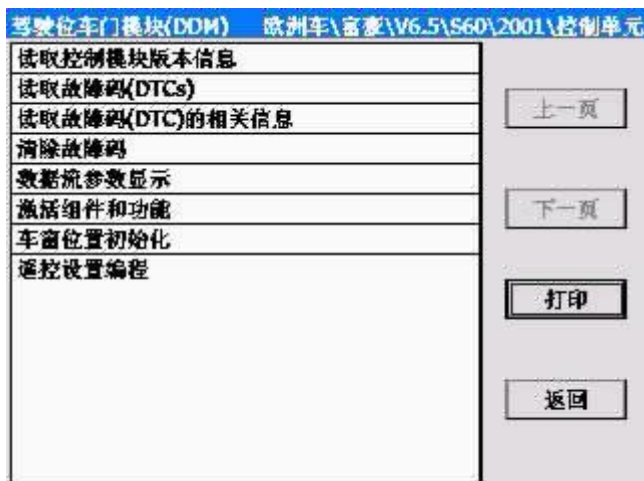 驾驶位车门模块(DDM) 欧洲车\富豪\V6.5\S60\2001\控制单元
读取控制模块版本信息
读取故障码(DTCs)
读取故障码(DTC)的相关信息
清除故障码
数据流参数显示
激活组件和功能
车窗位置初始化
遥控设置编程
上一页
下一页
打印
返回